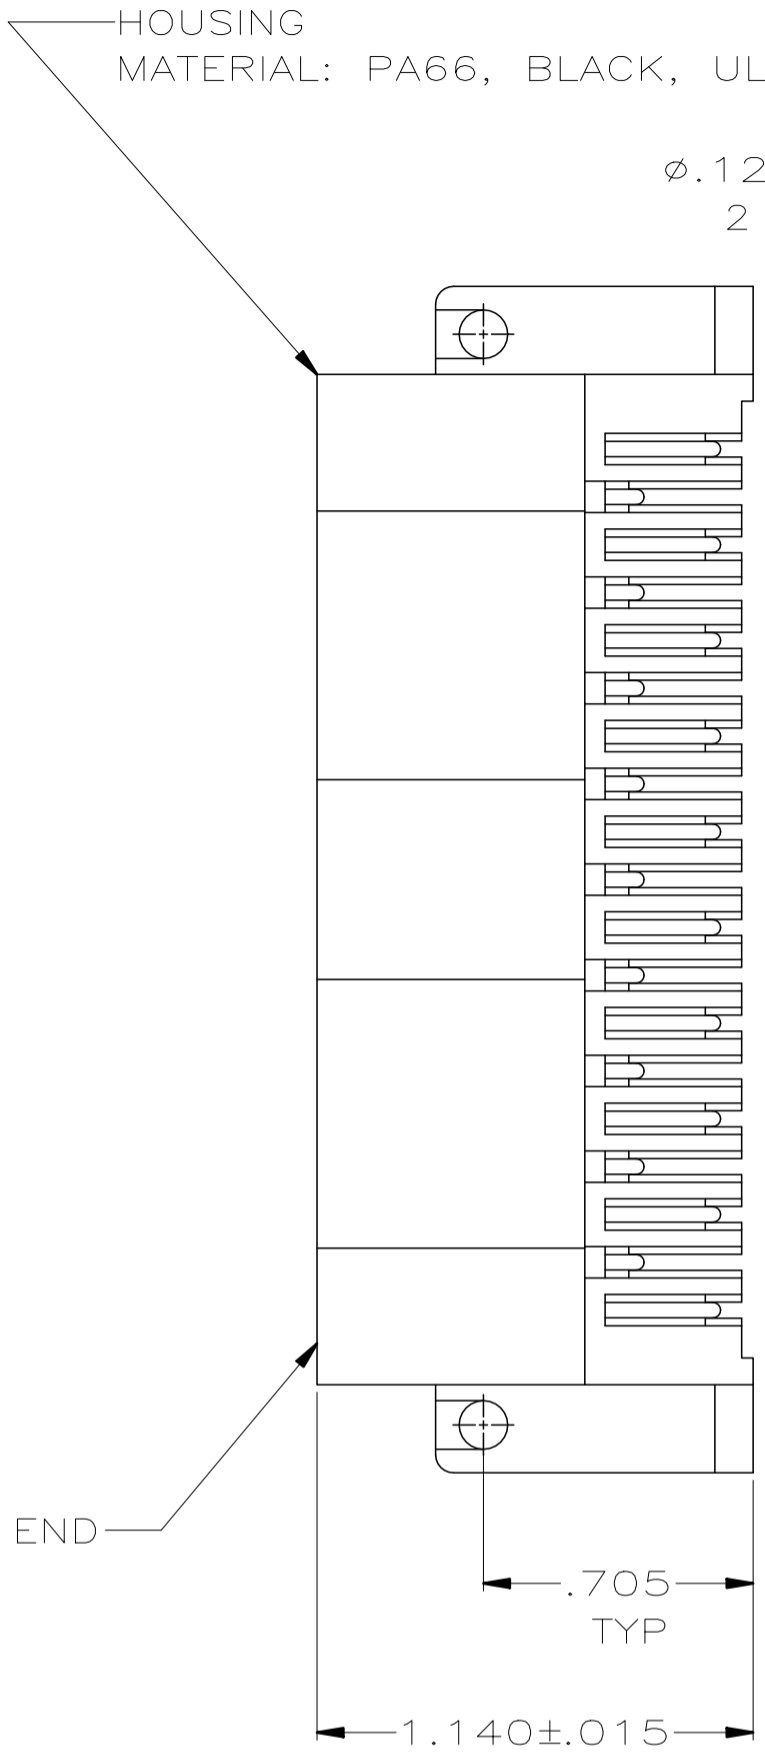 HOUSING
MATERIAL: PA66, BLACK, UL
⌀.12
2
END
.705
TYP
1.140±.015